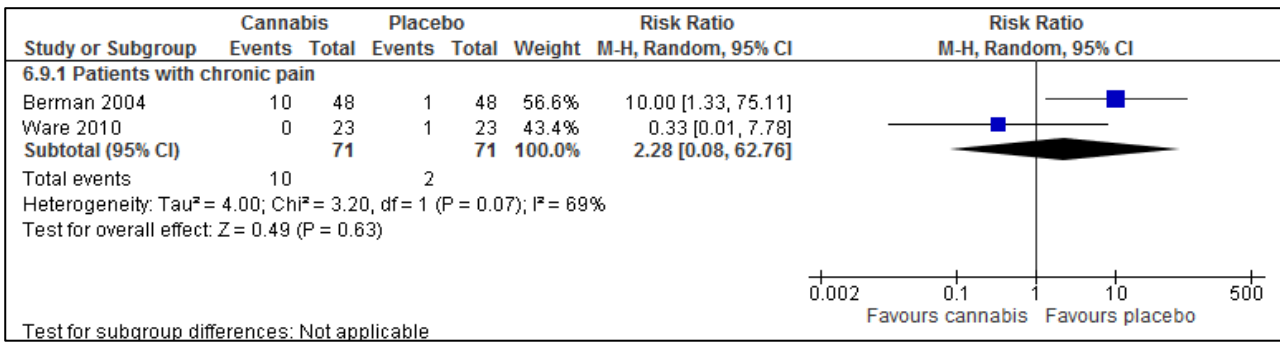 Cannabis Placebo Risk Ratio Risk Ratio
Study or Subgroup Events Total Events Total Weight M-H, Random, 95% CI M-H, Random, 95% CI
6.9.1 Patients with chronic pain
Berman 2004 10 48 1 48 56.6% 10.00 [1.33, 75.11]
Ware 2010 0 23 1 23 43.4% 0.33 [0.01, 7.78]
Subtotal (95% CI) 71 71 100.0% 2.28 [0.08, 62.76]
Total events 10 2
Heterogeneity: Tau² = 4.00; Chi² = 3.20, df = 1 (P = 0.07); I² = 69%
Test for overall effect: Z = 0.49 (P = 0.63)
0.002 0.1 1 10 500
Favours cannabis Favours placebo
Test for subgroup differences: Not applicable